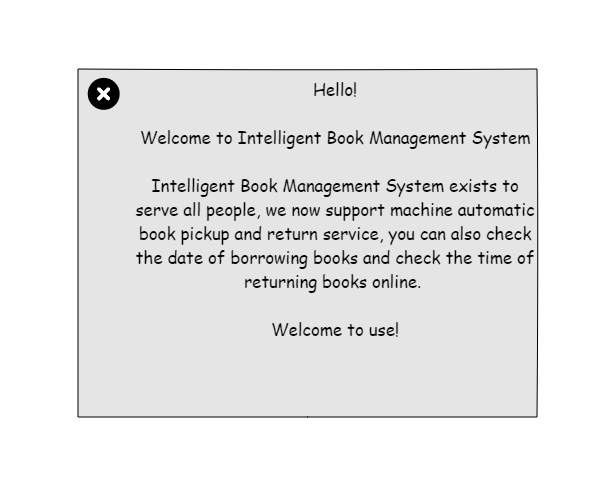 Hello!
Welcome to Intelligent Book Management System
Intelligent Book Management System exists to
serve all people, we now support machine automatic
book pickup and return service, you can also check
the date of borrowing books and check the time of
returning books online.
Welcome to use!